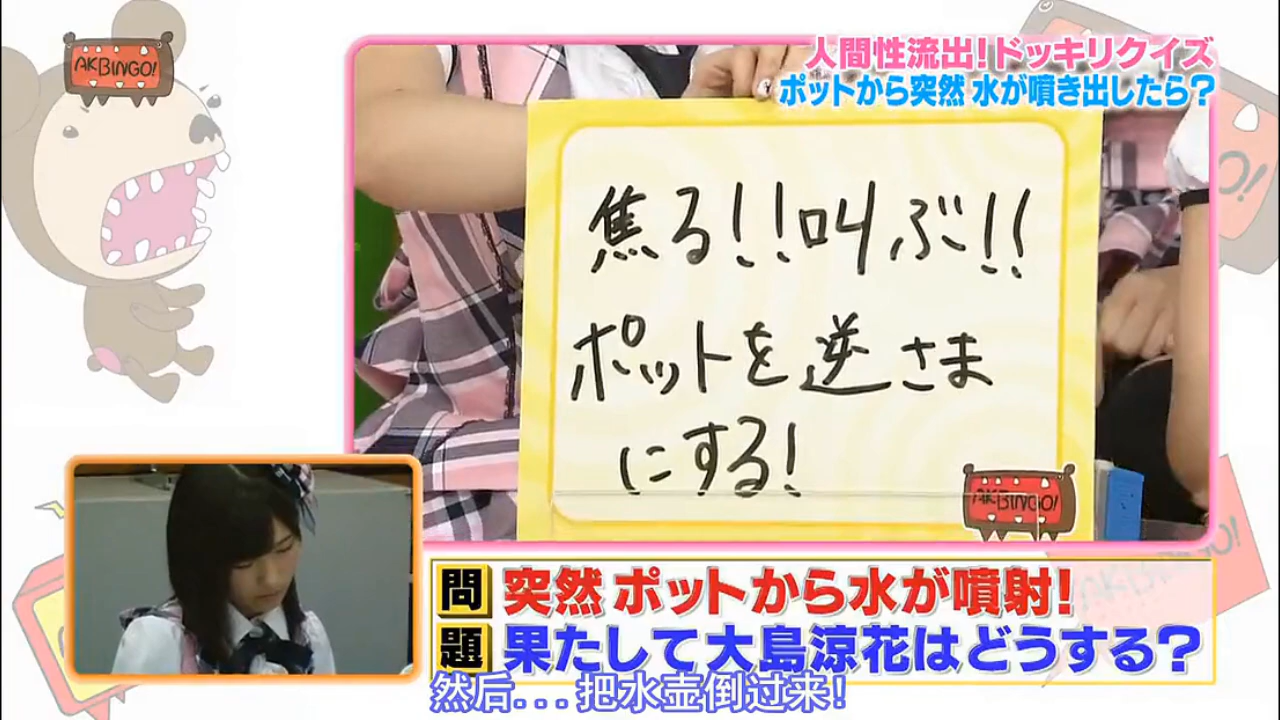 AKBINGO!
人間性流出!ドッキリクイズ
ポットから突然 水が噴き出したら?
焦る!!叫ぶ!!
ポットを逆さま
にする!
AKBINGO!
問題
突然 ポットから水が噴射!
果たして大島涼花はどうする?
然后...把水壶倒过来!